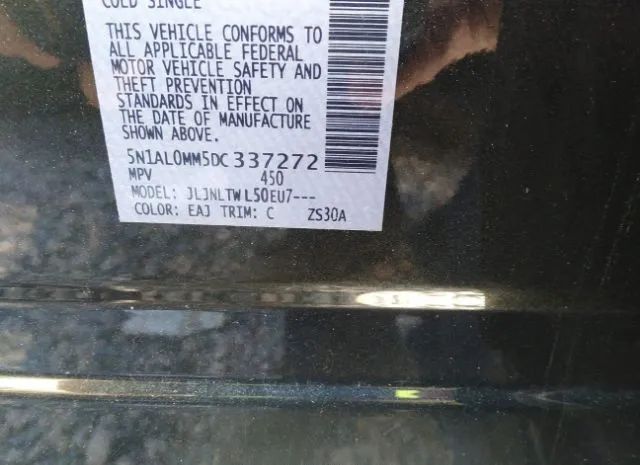 COLD SINGLE
THIS VEHICLE CONFORMS TO
ALL APPLICABLE FEDERAL
MOTOR VEHICLE SAFETY AND
THEFT PREVENTION
STANDARDS IN EFFECT ON
THE DATE OF MANUFACTURE
SHOWN ABOVE.
5N1AL0MM5DC337272
MPV 450
MODEL: JLJNLTWL50EU7---
COLOR: EAJ TRIM: C ZS30A